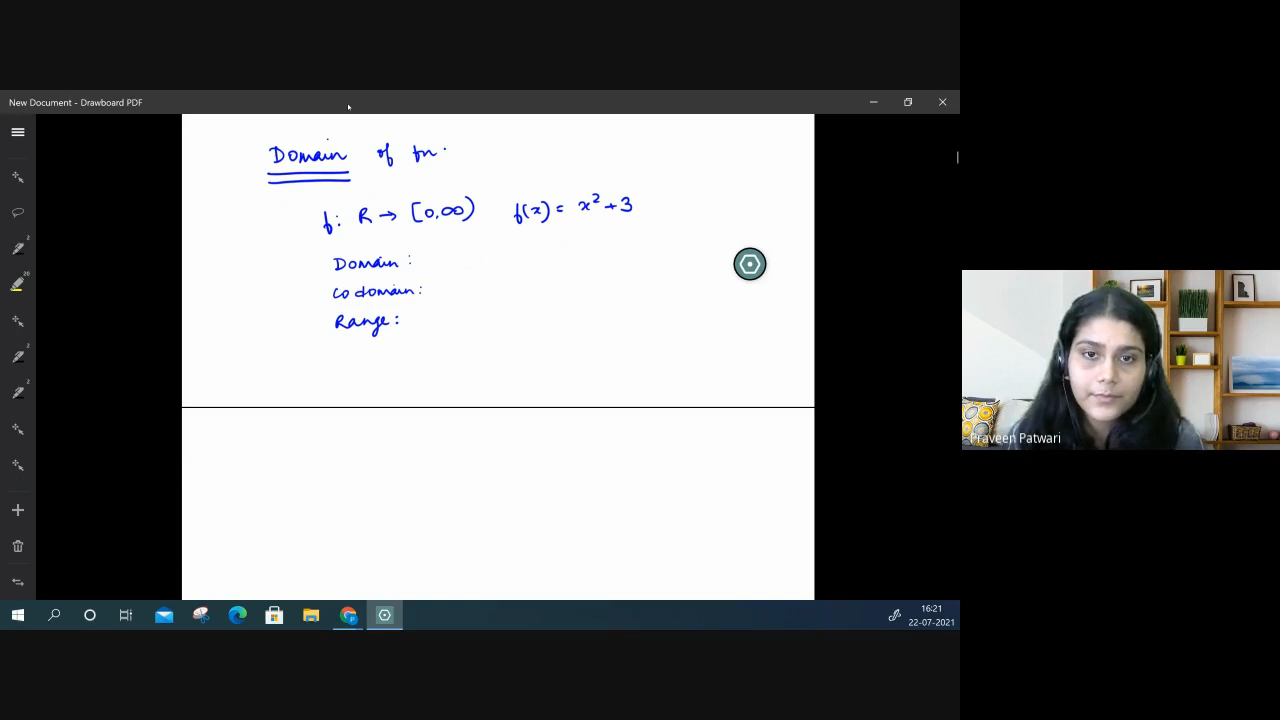 New Document - Drawboard PDF
Domain of fn.
f: R → [0,∞) f(x) = x² + 3
Domain :
Co domain :
Range :
Praveen Patwari
16:21
22-07-2021